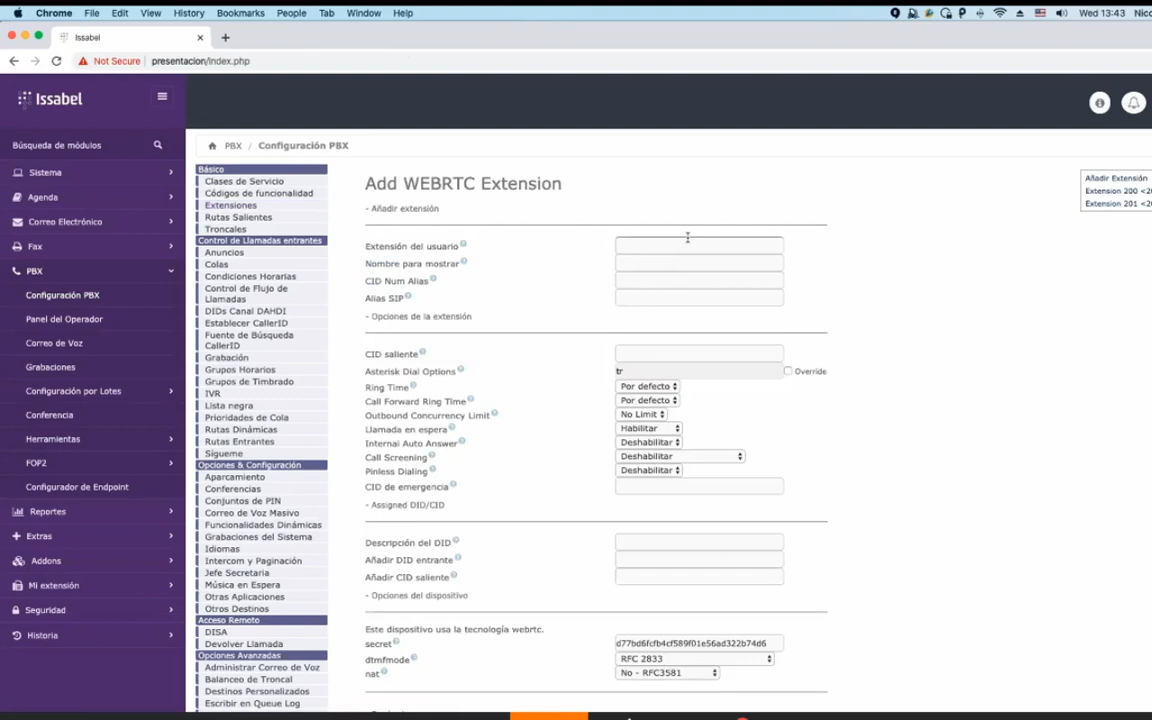 Chrome File Edit View History Bookmarks People Tab Window Help Wed 13:43
Issabel
Not Secure presentacion/index.php
Issabel
Búsqueda de módulos
Sistema
Agenda
Correo Electrónico
Fax
PBX
Configuración PBX
Panel del Operador
Correo de Voz
Grabaciones
Configuración por Lotes
Conferencia
Herramientas
FOP2
Configurador de Endpoint
Reportes
Extras
Addons
Mi extensión
Seguridad
Historia
PBX / Configuración PBX
Básico
Clases de Servicio
Códigos de funcionalidad
Extensiones
Rutas Salientes
Troncales
Control de Llamadas entrantes
Anuncios
Colas
Condiciones Horarias
Control de Flujo de
Llamadas
DIDs Canal DAHDI
Establecer CallerID
Fuente de Búsqueda
CallerID
Grabación
Grupos Horarios
Grupos de Timbrado
IVR
Lista negra
Prioridades de Cola
Rutas Dinámicas
Rutas Entrantes
Sígueme
Opciones & Configuración
Aparcamiento
Conferencias
Conjuntos de PIN
Correo de Voz Masivo
Funcionalidades Dinámicas
Grabaciones del Sistema
Idiomas
Intercom y Paginación
Jefe Secretaria
Música en Espera
Otras Aplicaciones
Otros Destinos
Acceso Remoto
DISA
Devolver Llamada
Opciones Avanzadas
Administrar Correo de Voz
Balanceo de Troncal
Destinos Personalizados
Escribir en Queue Log
Add WEBRTC Extension
- Añadir extensión
Extensión del usuario
Nombre para mostrar
CID Num Alias
Alias SIP
- Opciones de la extensión
CID saliente
Asterisk Dial Options tr Override
Ring Time Por defecto
Call Forward Ring Time Por defecto
Outbound Concurrency Limit No Limit
Llamada en espera Habilitar
Internal Auto Answer Deshabilitar
Call Screening Deshabilitar
Pinless Dialing Deshabilitar
CID de emergencia
- Assigned DID/CID
Descripción del DID
Añadir DID entrante
Añadir CID saliente
- Opciones del dispositivo
Este dispositivo usa la tecnología webrtc.
secret d77bd6fcfb4cf589f01e56ad322b74d6
dtmfmode RFC 2833
nat No - RFC3581
Añadir Extensión
Extension 200
Extension 201